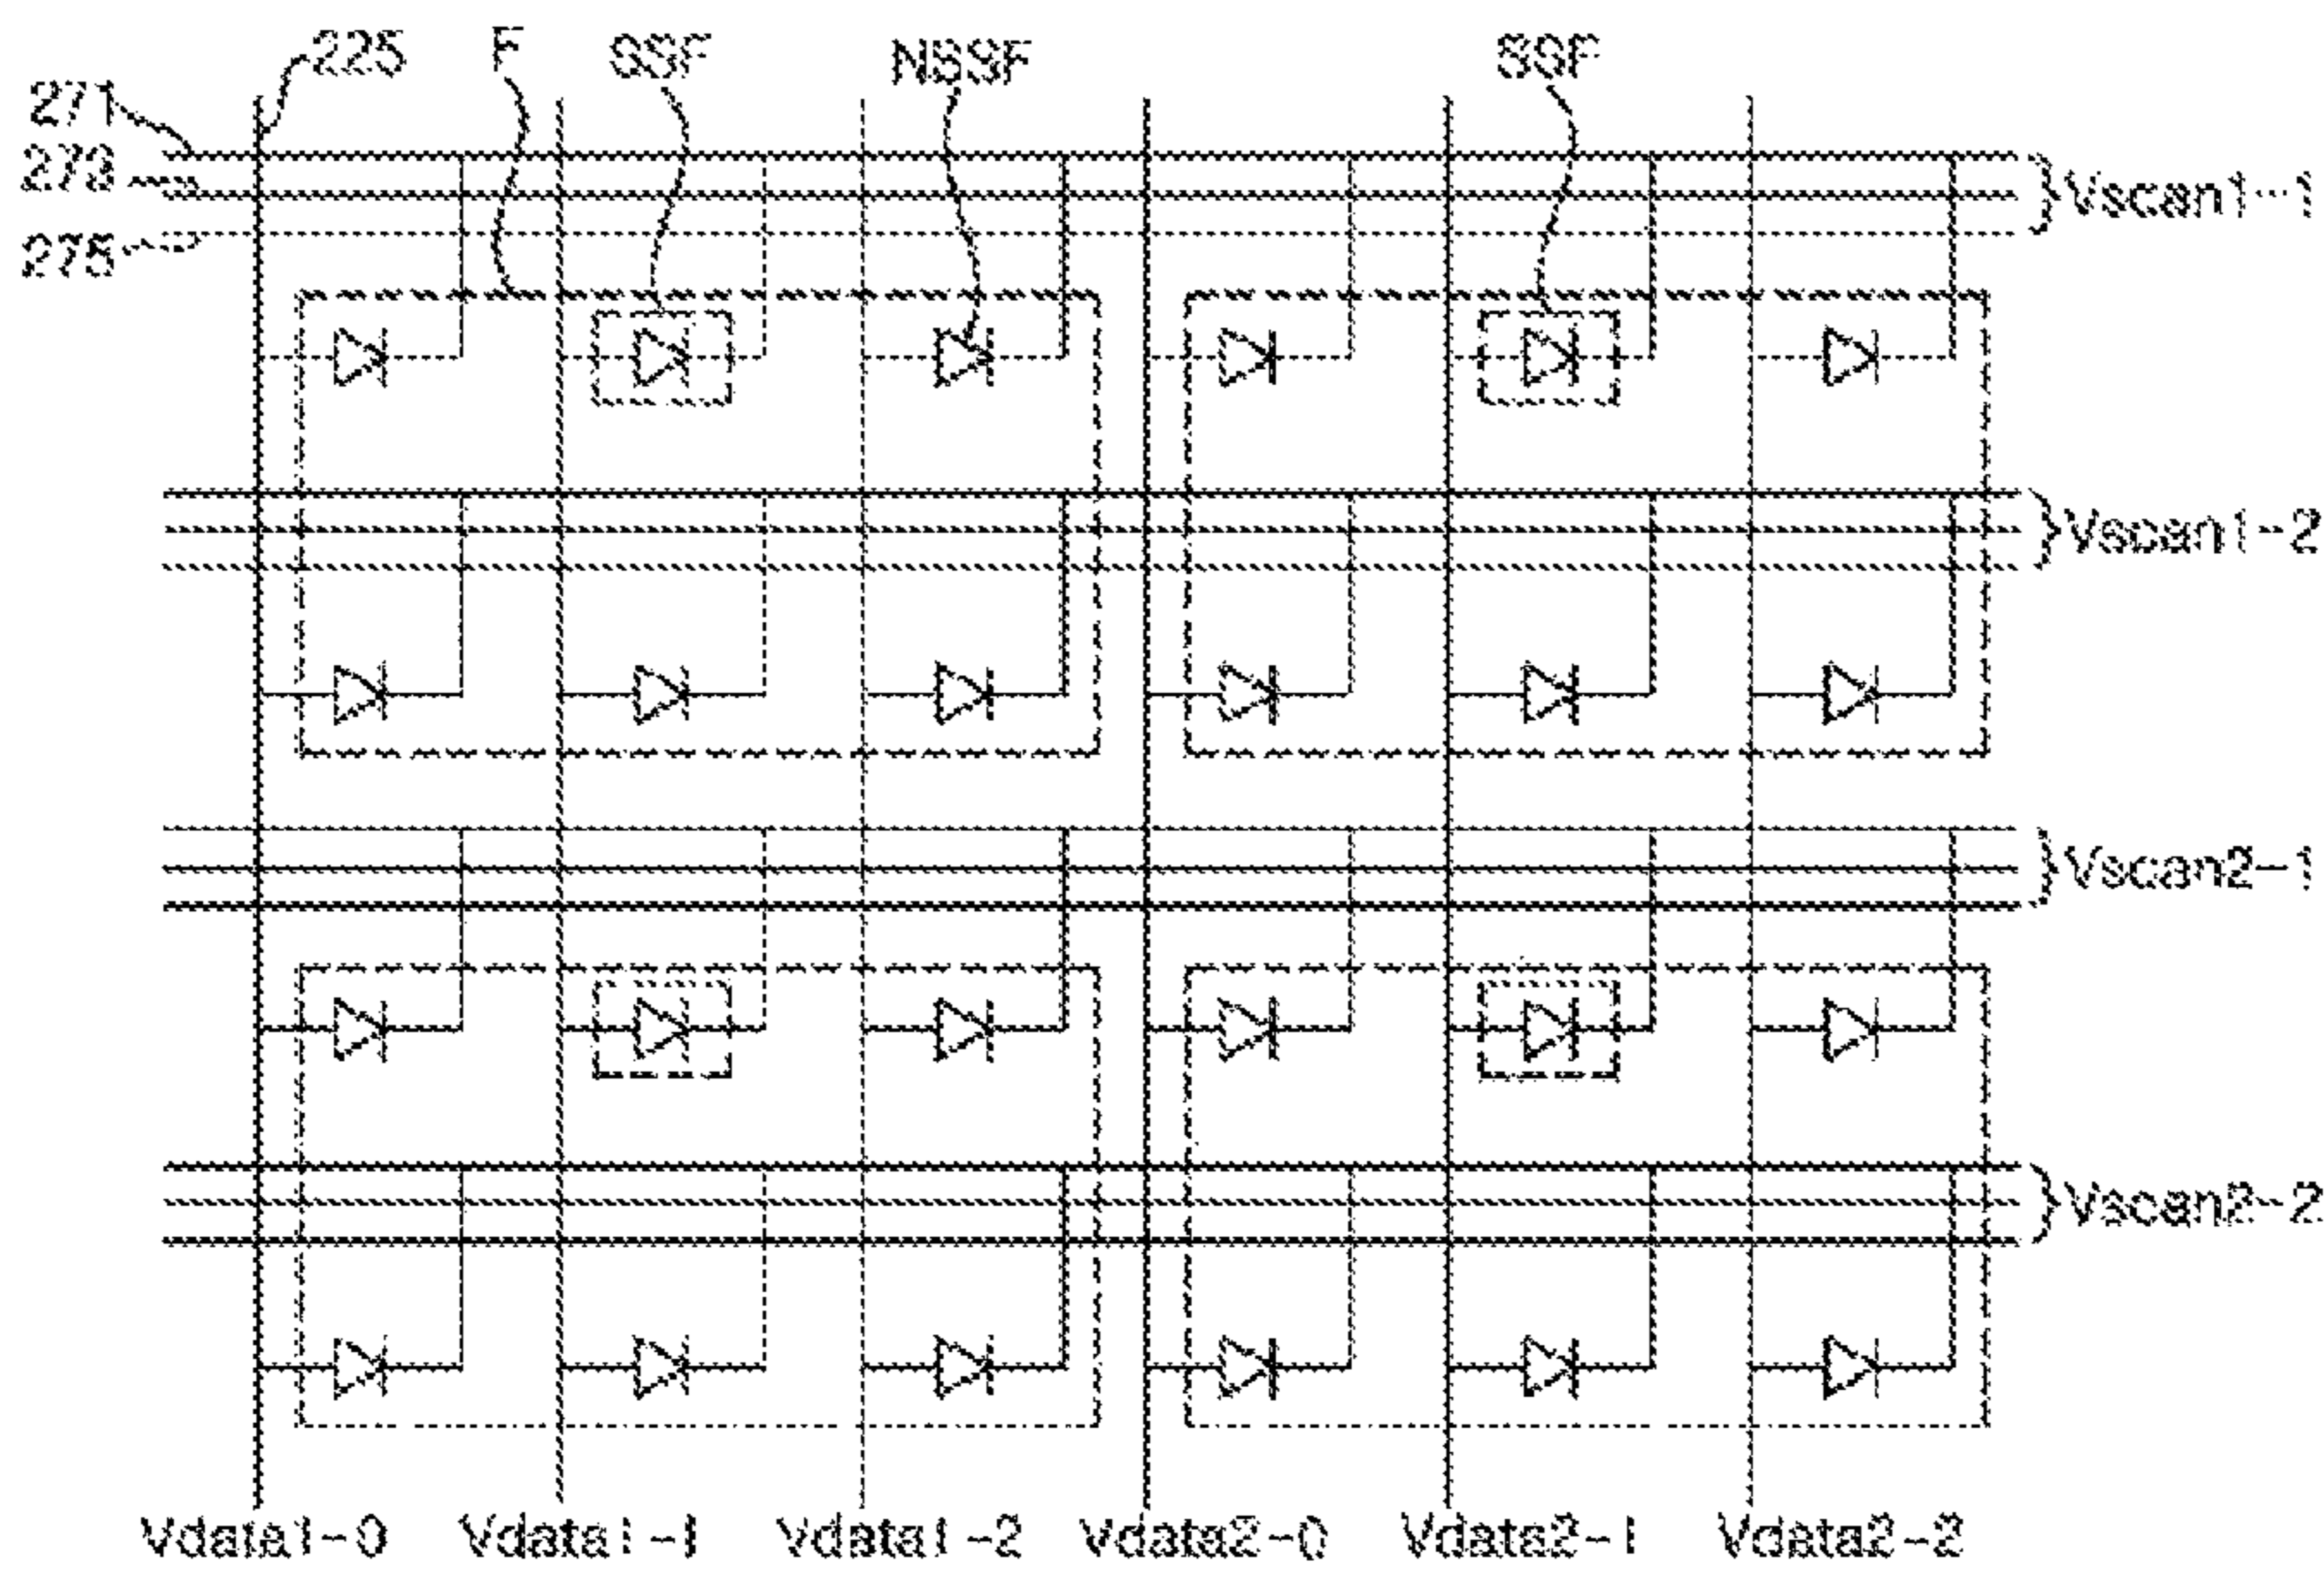 225
F
SSF
NSSF
SSF
271
273
275
Vscan1-1
Vscan1-2
Vscan2-1
Vscan2-2
Vdata1-0
Vdata1-1
Vdata1-2
Vdata2-0
Vdata2-1
Vdata2-2